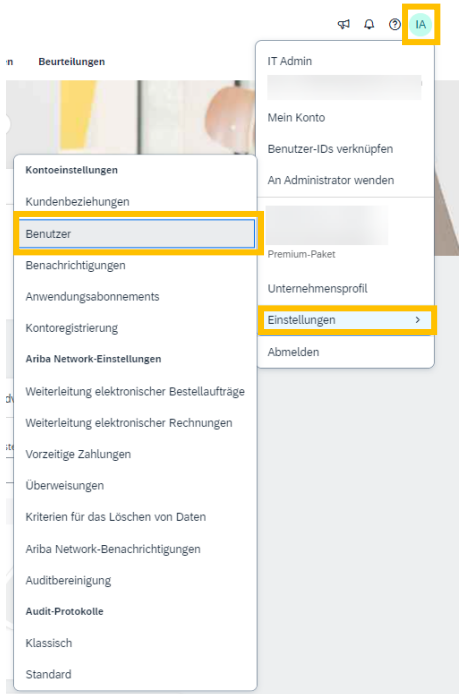 IA
Beurteilungen
IT Admin
Mein Konto
Benutzer-IDs verknüpfen
An Administrator wenden
Premium-Paket
Unternehmensprofil
Einstellungen
Abmelden
Kontoeinstellungen
Kundenbeziehungen
Benutzer
Benachrichtigungen
Anwendungsabonnements
Kontoregistrierung
Ariba Network-Einstellungen
Weiterleitung elektronischer Bestellaufträge
Weiterleitung elektronischer Rechnungen
Vorzeitige Zahlungen
Überweisungen
Kriterien für das Löschen von Daten
Ariba Network-Benachrichtigungen
Auditbereinigung
Audit-Protokolle
Klassisch
Standard